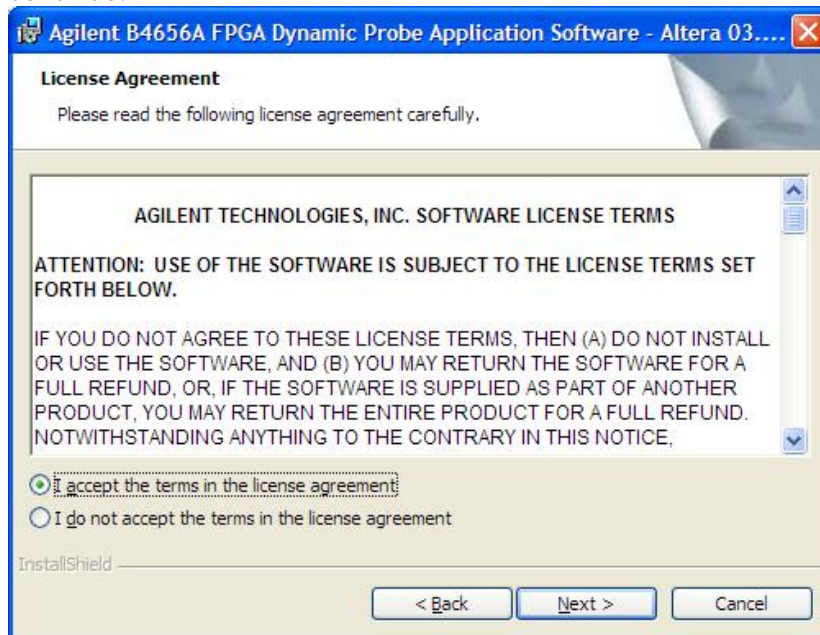 Agilent B4656A FPGA Dynamic Probe Application Software - Altera 03....
License Agreement
Please read the following license agreement carefully.
AGILENT TECHNOLOGIES, INC. SOFTWARE LICENSE TERMS
ATTENTION: USE OF THE SOFTWARE IS SUBJECT TO THE LICENSE TERMS SET
FORTH BELOW.
IF YOU DO NOT AGREE TO THESE LICENSE TERMS, THEN (A) DO NOT INSTALL
OR USE THE SOFTWARE, AND (B) YOU MAY RETURN THE SOFTWARE FOR A
FULL REFUND, OR, IF THE SOFTWARE IS SUPPLIED AS PART OF ANOTHER
PRODUCT, YOU MAY RETURN THE ENTIRE PRODUCT FOR A FULL REFUND.
NOTWITHSTANDING ANYTHING TO THE CONTRARY IN THIS NOTICE,
I accept the terms in the license agreement
I do not accept the terms in the license agreement
InstallShield
< Back
Next >
Cancel